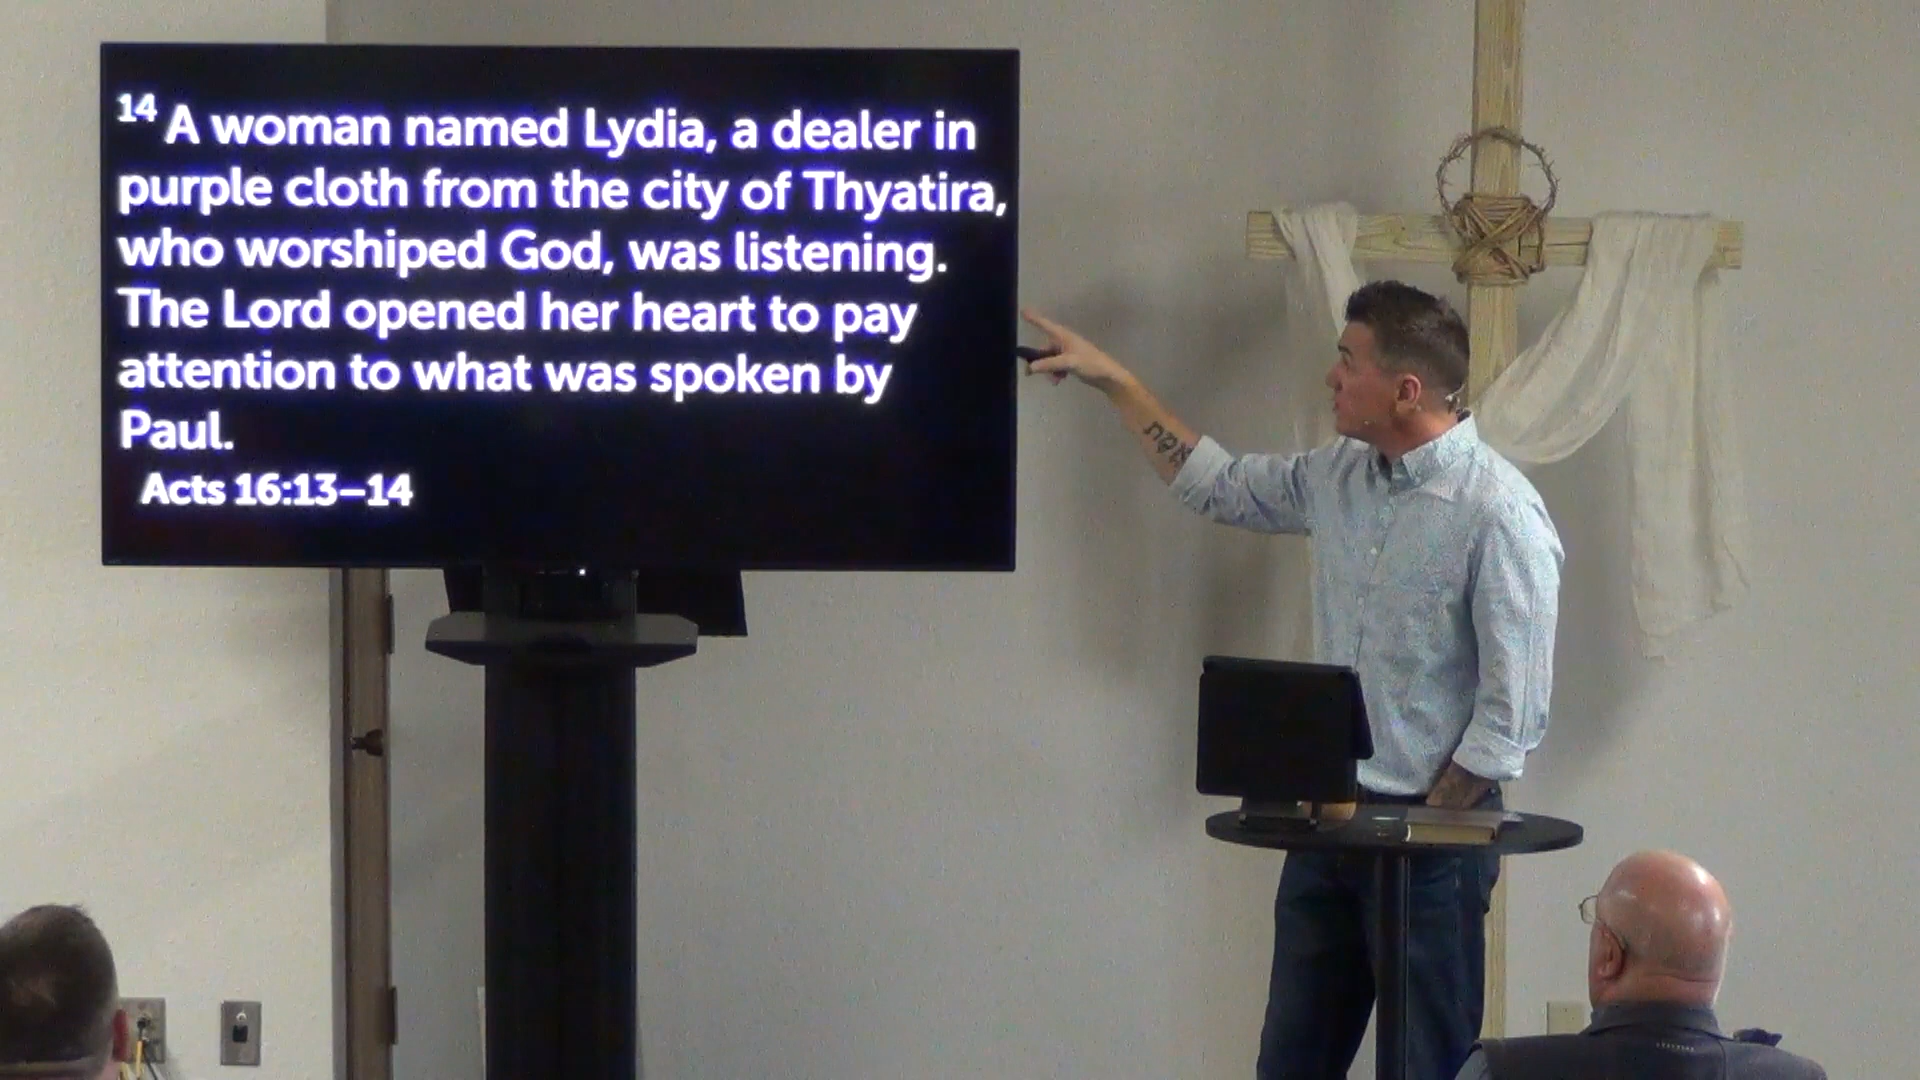 14 A woman named Lydia, a dealer in
purple cloth from the city of Thyatira,
who worshiped God, was listening.
The Lord opened her heart to pay
attention to what was spoken by
Paul.
Acts 16:13–14